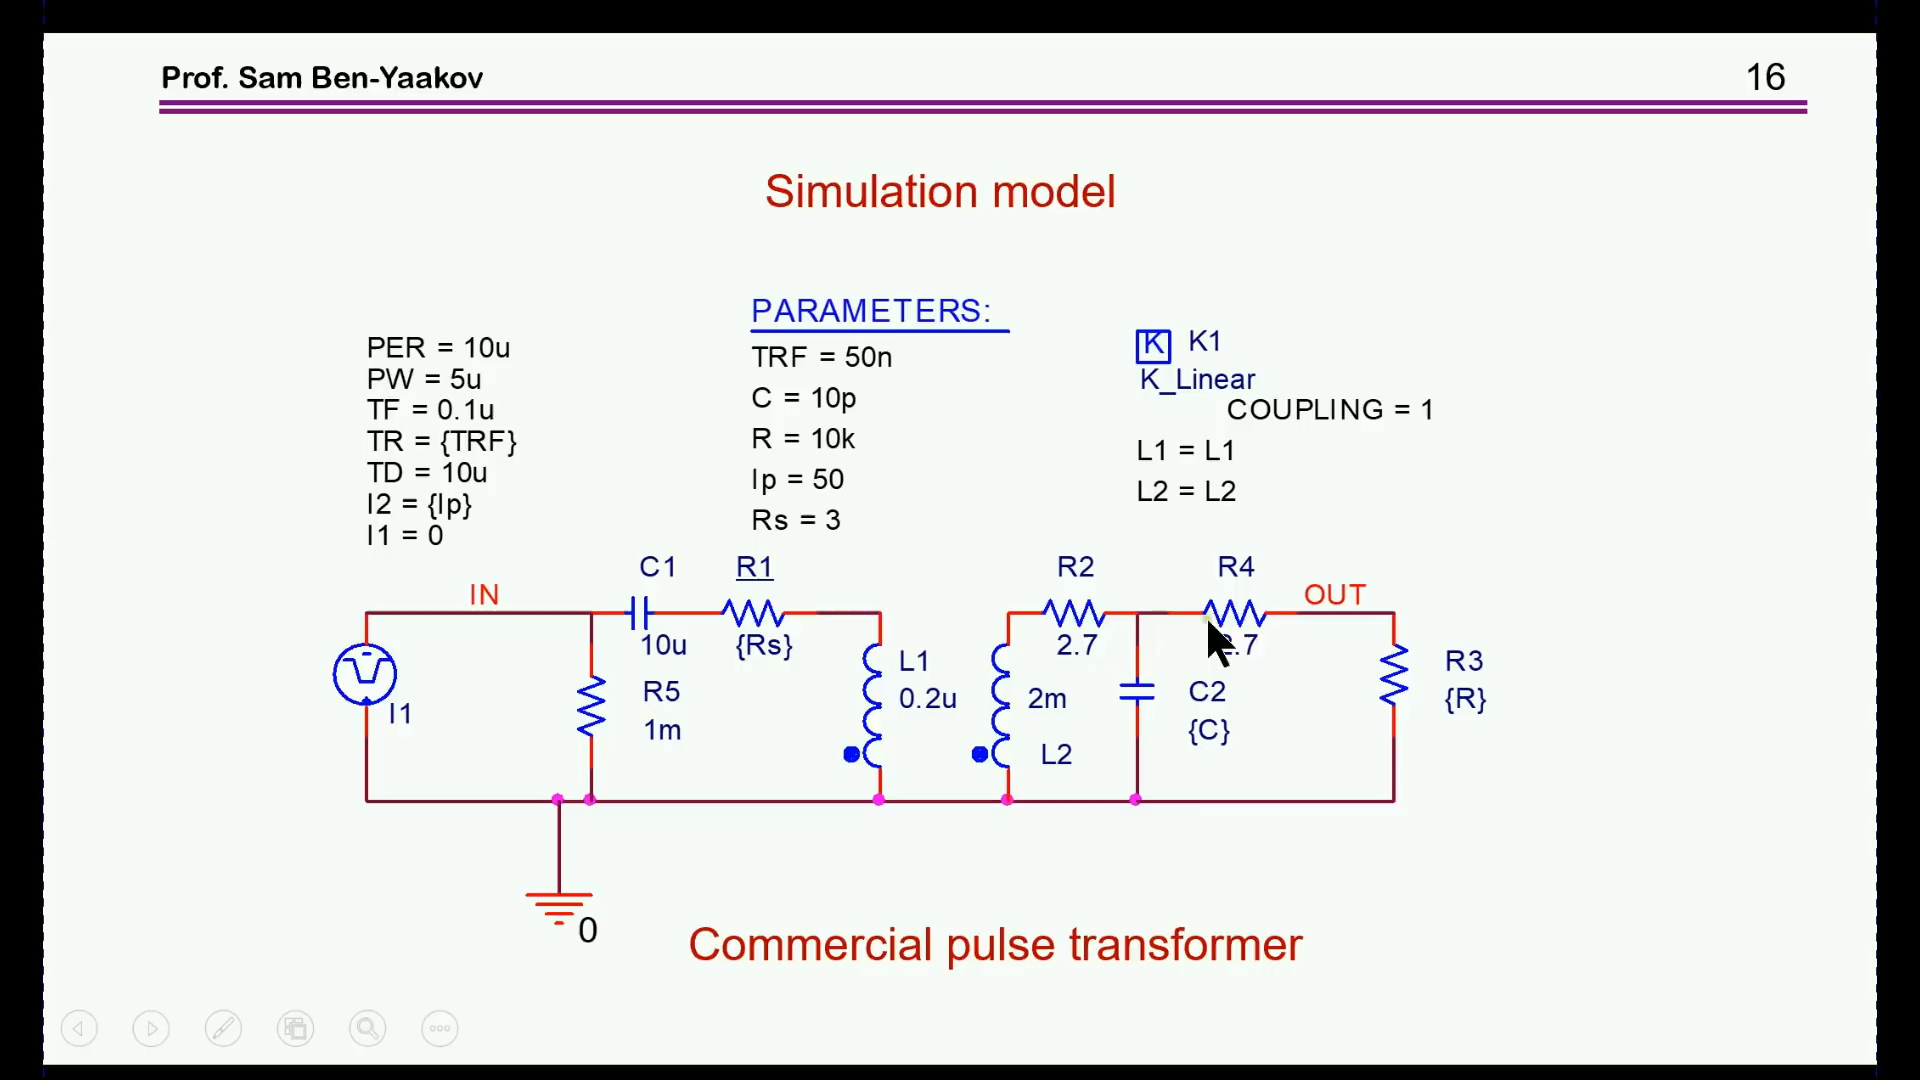 Prof. Sam Ben-Yaakov
16
Simulation model
PER = 10u
PW = 5u
TF = 0.1u
TR = {TRF}
TD = 10u
I2 = {Ip}
I1 = 0
PARAMETERS:
TRF = 50n
C = 10p
R = 10k
Ip = 50
Rs = 3
K K1
K_Linear
COUPLING = 1
L1 = L1
L2 = L2
C1
R1
R2
R4
IN
OUT
10u
{Rs}
2.7
I1
R5
1m
L1
0.2u
2m
L2
C2
{C}
R3
{R}
0
Commercial pulse transformer